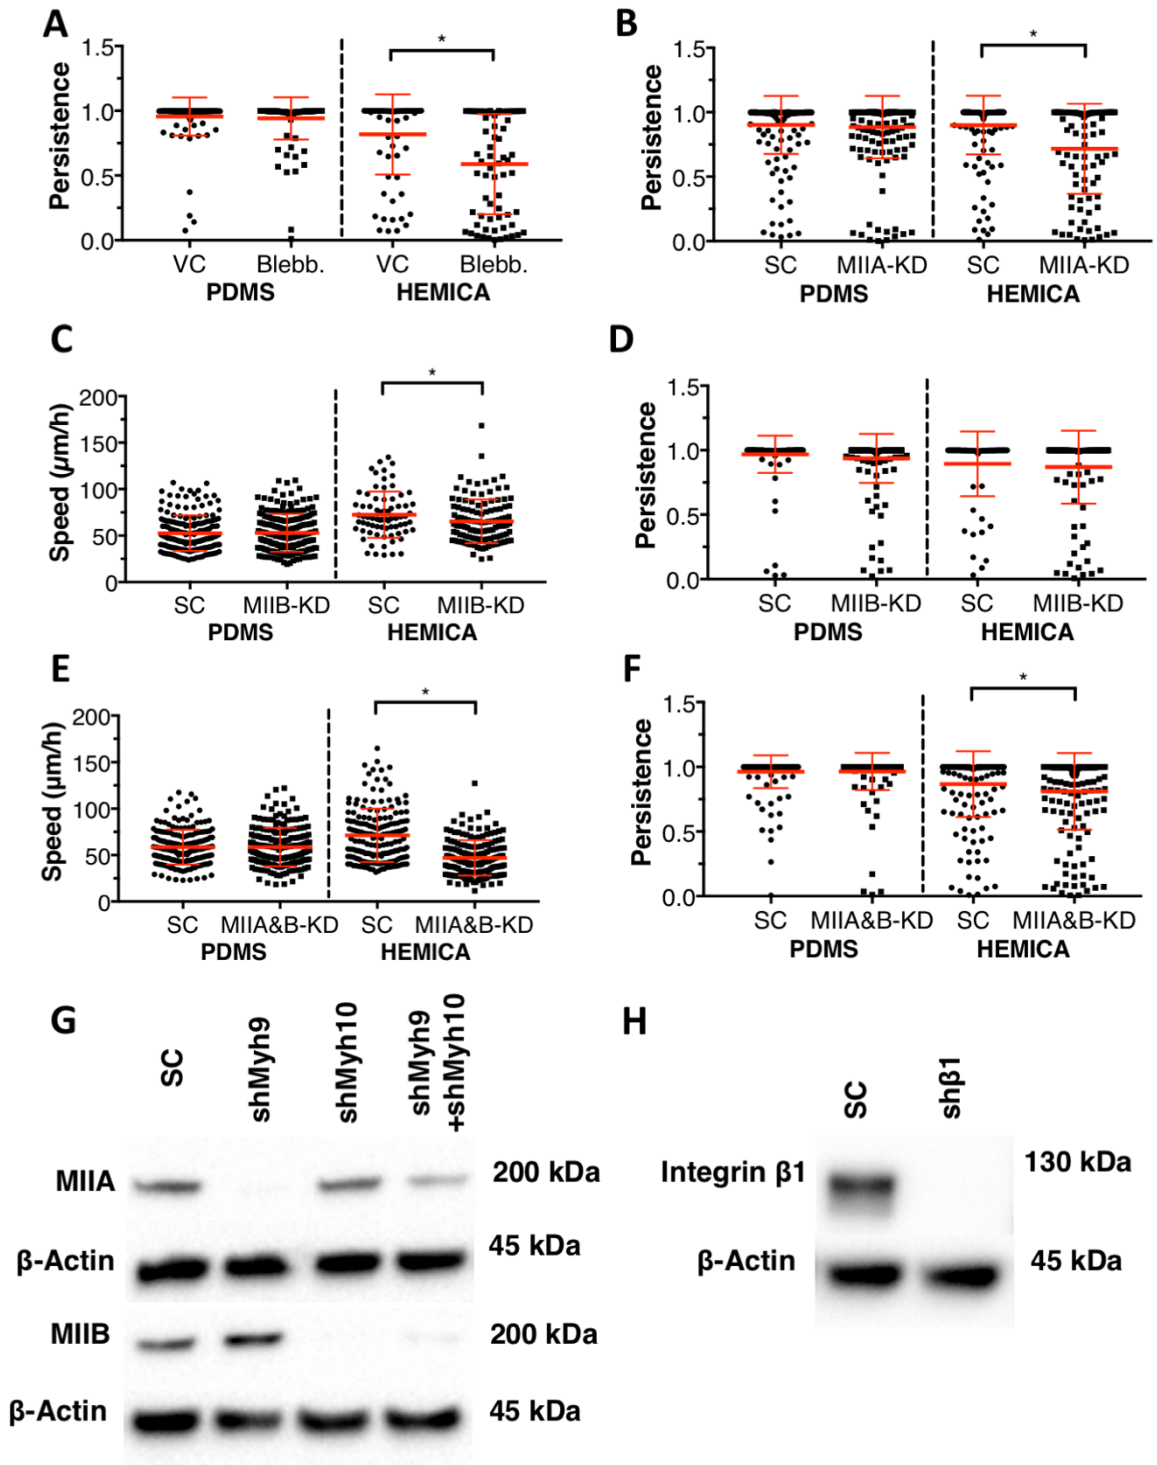 A
Persistence
1.5
1.0
0.5
0.0
*
VC Blebb. VC Blebb.
PDMS HEMICA
B
Persistence
1.5
1.0
0.5
0.0
*
SC MIIA-KD SC MIIA-KD
PDMS HEMICA
C
Speed (µm/h)
200
150
100
50
0
*
SC MIIB-KD SC MIIB-KD
PDMS HEMICA
D
Persistence
1.5
1.0
0.5
0.0
SC MIIB-KD SC MIIB-KD
PDMS HEMICA
E
Speed (µm/h)
200
150
100
50
0
*
SC MIIA&B-KD SC MIIA&B-KD
PDMS HEMICA
F
Persistence
1.5
1.0
0.5
0.0
*
SC MIIA&B-KD SC MIIA&B-KD
PDMS HEMICA
G
SC
shMyh9
shMyh10
shMyh9
+shMyh10
MIIA 200 kDa
β-Actin 45 kDa
MIIB 200 kDa
β-Actin 45 kDa
H
SC
shβ1
Integrin β1 130 kDa
β-Actin 45 kDa